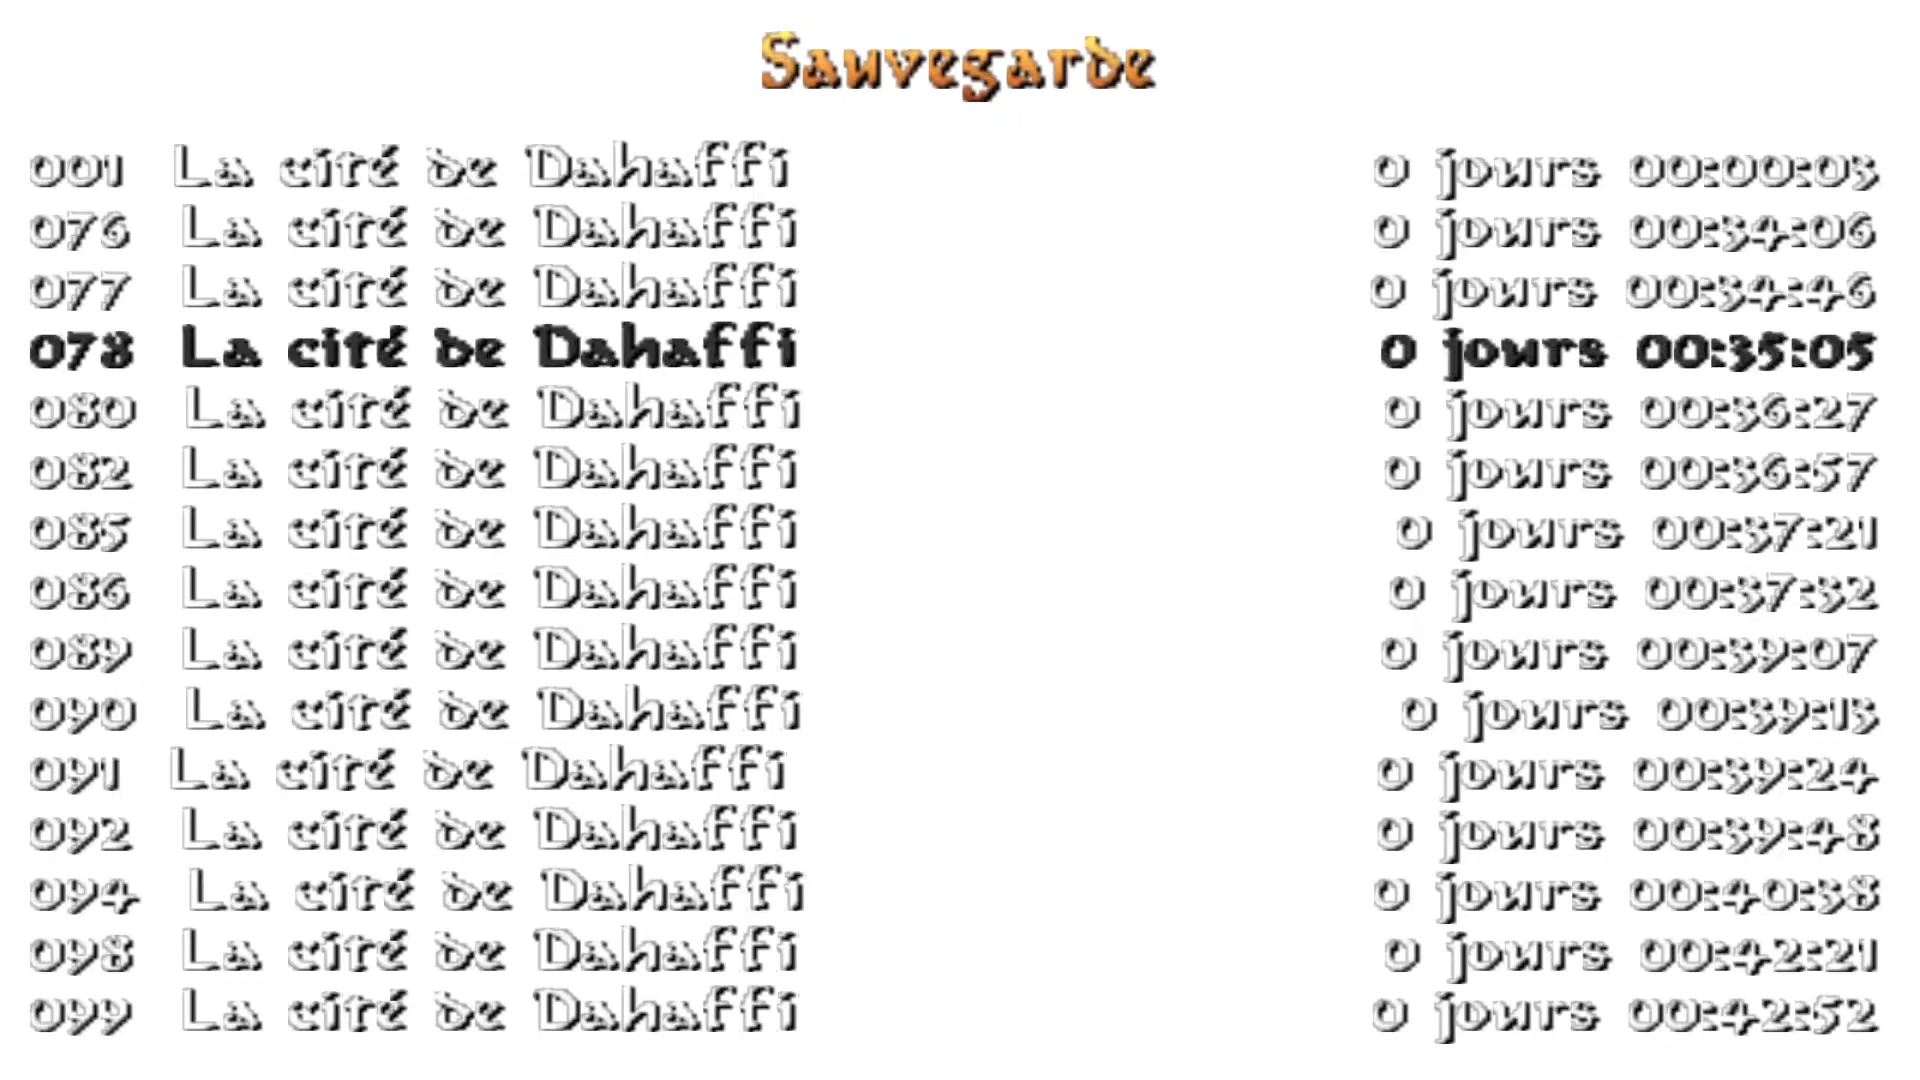 Sauvegarde
001 La cité de Dahaffi 0 jours 00:00:03
076 La cité de Dahaffi 0 jours 00:34:06
077 La cité de Dahaffi 0 jours 00:34:46
078 La cité de Dahaffi 0 jours 00:35:05
080 La cité de Dahaffi 0 jours 00:36:27
082 La cité de Dahaffi 0 jours 00:36:57
085 La cité de Dahaffi 0 jours 00:37:21
086 La cité de Dahaffi 0 jours 00:37:32
089 La cité de Dahaffi 0 jours 00:39:07
090 La cité de Dahaffi 0 jours 00:39:13
091 La cité de Dahaffi 0 jours 00:39:24
092 La cité de Dahaffi 0 jours 00:39:48
094 La cité de Dahaffi 0 jours 00:40:38
098 La cité de Dahaffi 0 jours 00:42:21
099 La cité de Dahaffi 0 jours 00:42:52